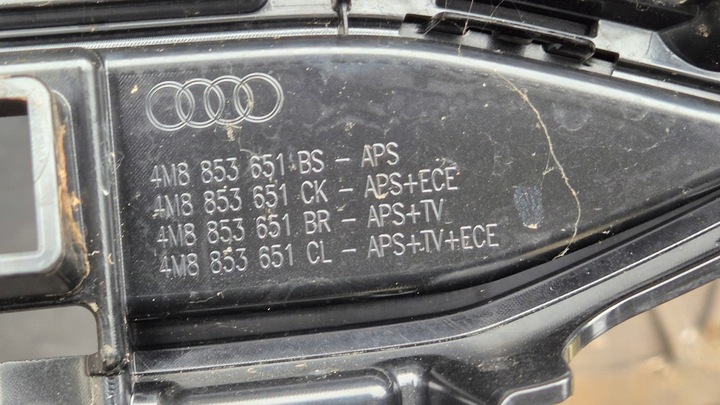 4M8 853 651 BS - APS
4M8 853 651 CK - APS+ECE
4M8 853 651 BR - APS+TV
4M8 853 651 CL - APS+TV+ECE